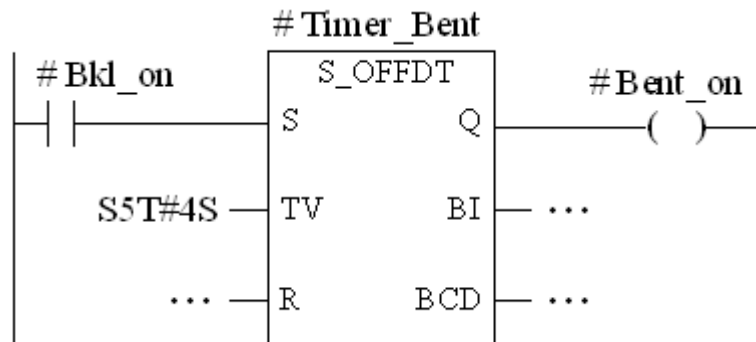 # Timer_Bent
# Bkl_on
S_OFFDT
# Bent_on
S
Q
( )
S5T#4S
TV
BI
...
...
R
BCD
...